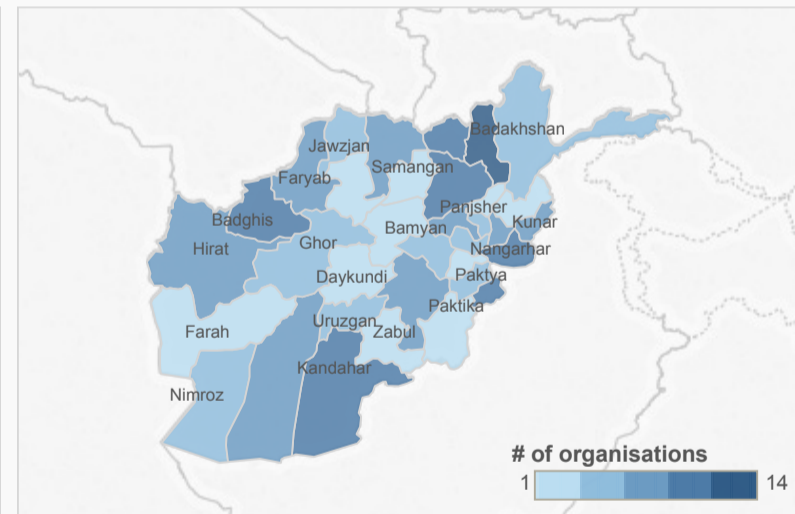 Badakhshan
Jawzjan
Samangan
Faryab
Panjsher
Badghis
Kunar
Bamyan
Hirat
Ghor
Nangarhar
Daykundi
Paktya
Paktika
Uruzgan
Farah
Zabul
Kandahar
Nimroz
# of organisations
1 14